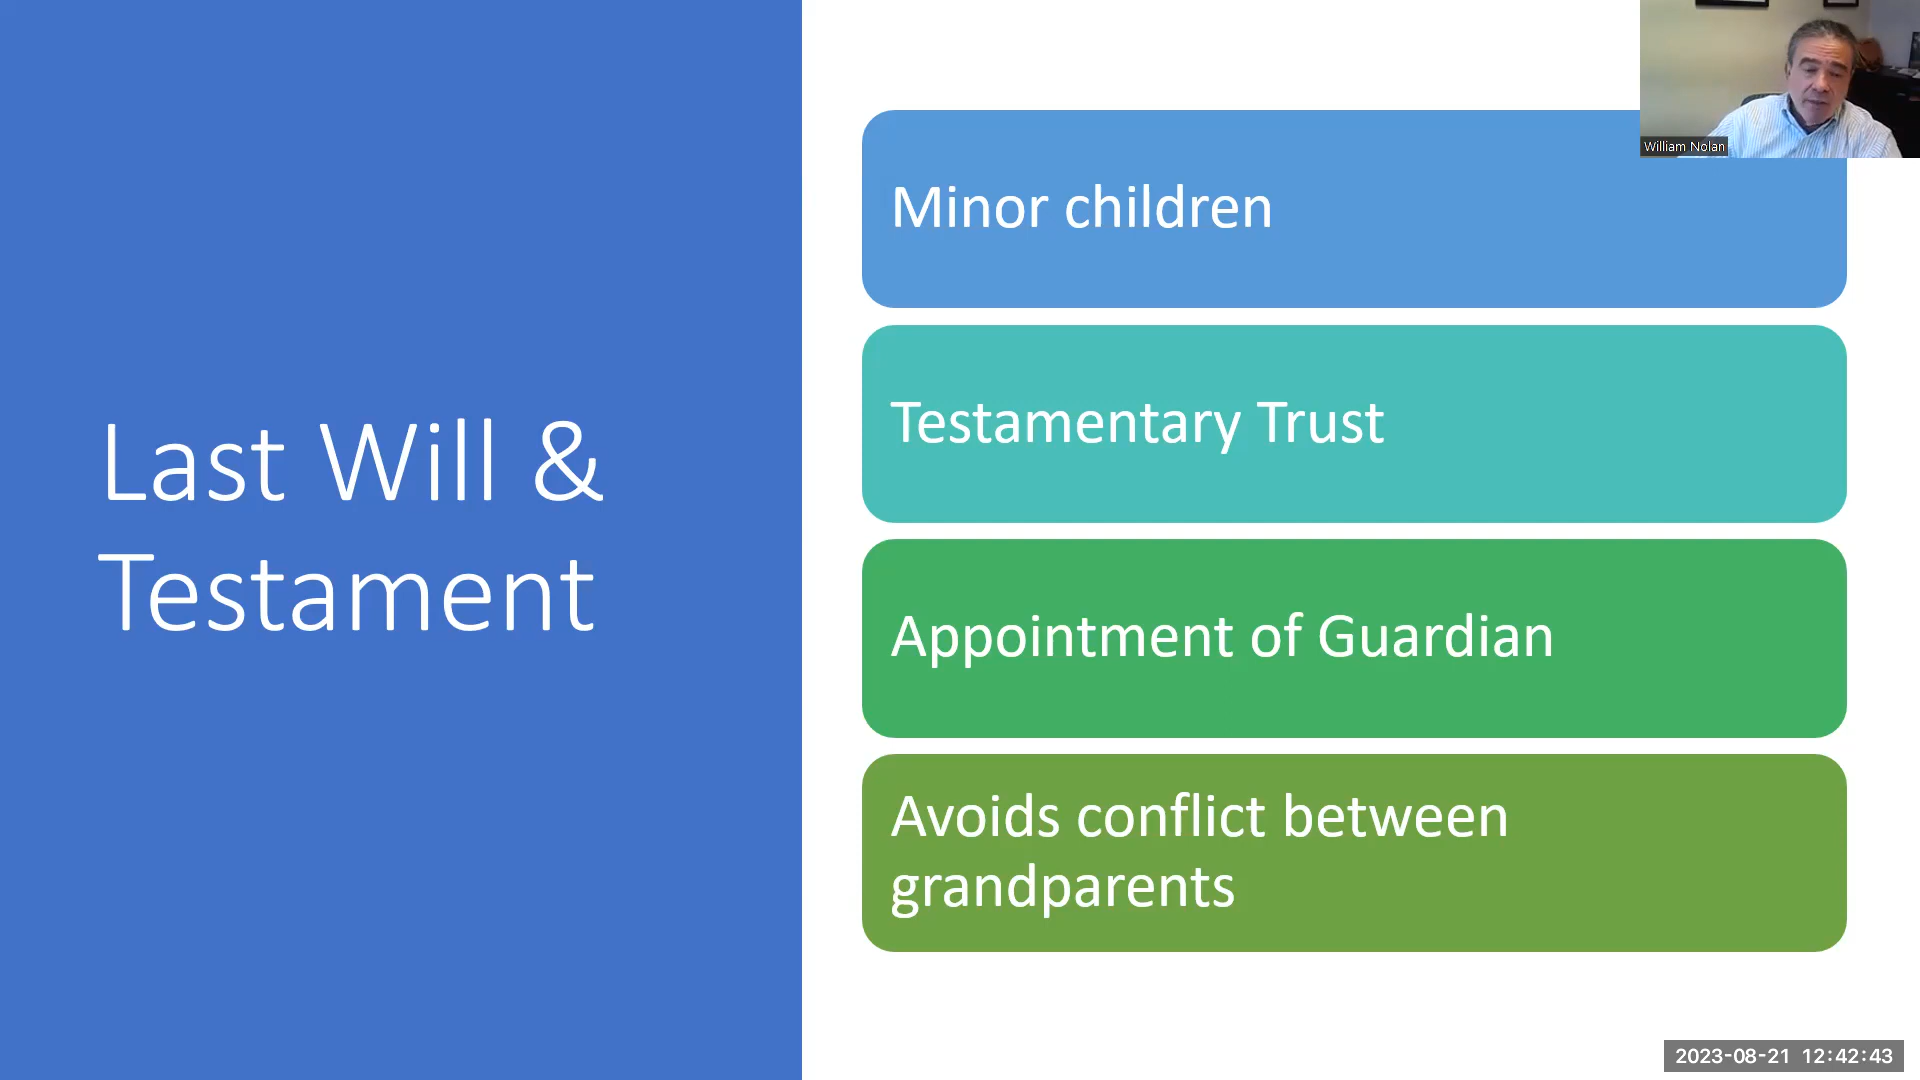 Last Will &
Testament
Minor children
Testamentary Trust
Appointment of Guardian
Avoids conflict between
grandparents
William Nolan
2023-08-21 12:42:43